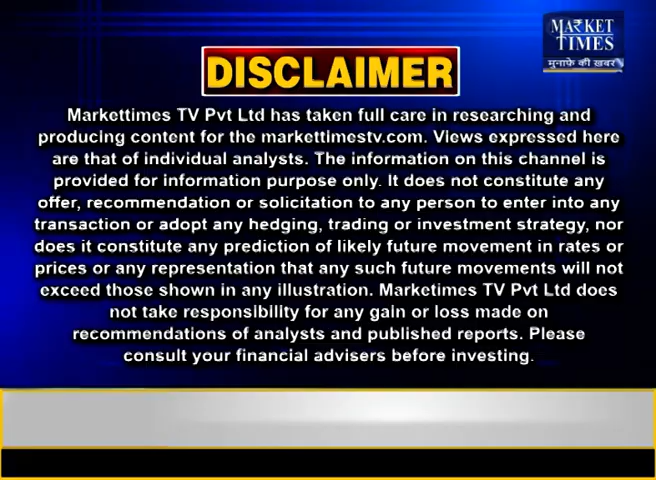 MARKET
TIMES
मुनाफे की खबर
DISCLAIMER
Markettimes TV Pvt Ltd has taken full care in researching and
producing content for the markettimestv.com. Views expressed here
are that of individual analysts. The information on this channel is
provided for information purpose only. It does not constitute any
offer, recommendation or solicitation to any person to enter into any
transaction or adopt any hedging, trading or investment strategy, nor
does it constitute any prediction of likely future movement in rates or
prices or any representation that any such future movements will not
exceed those shown in any illustration. Marketimes TV Pvt Ltd does
not take responsibility for any gain or loss made on
recommendations of analysts and published reports. Please
consult your financial advisers before investing.